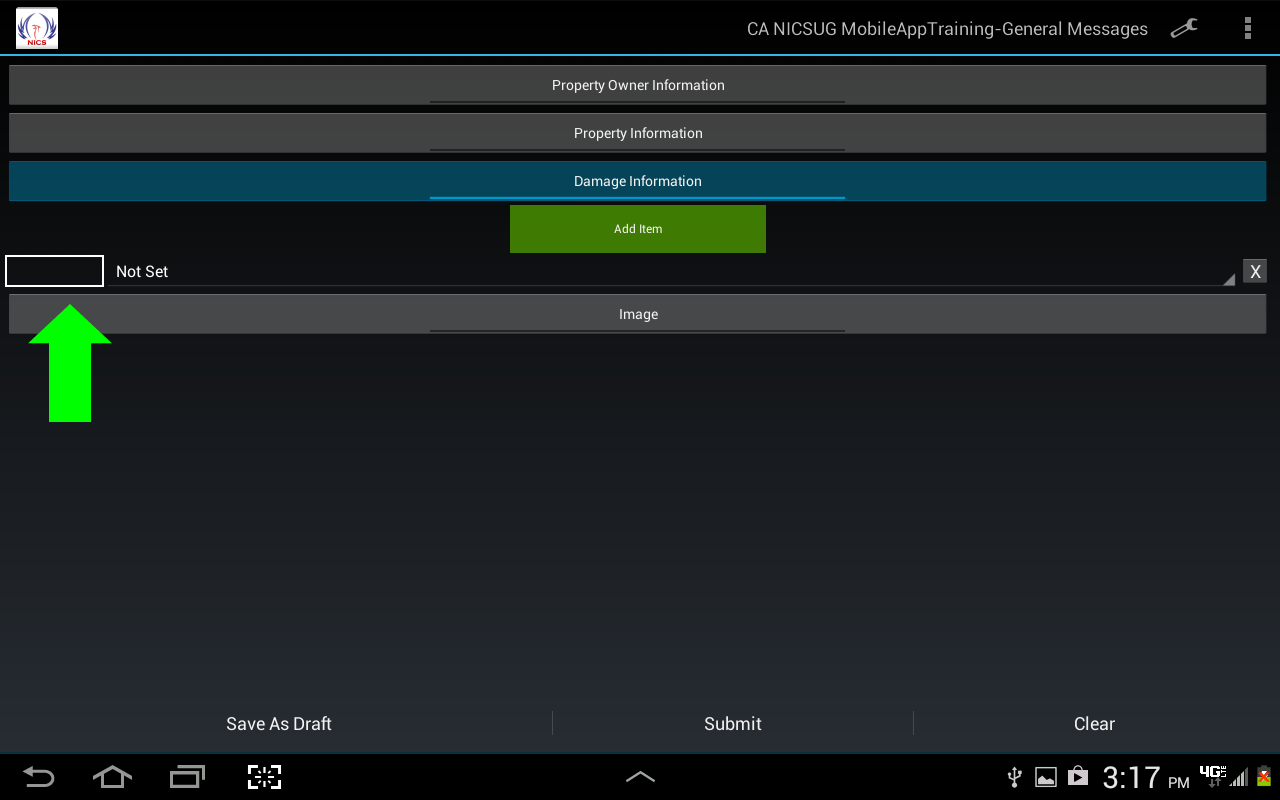 NICS
CA NICSUG MobileAppTraining-General Messages
Property Owner Information
Property Information
Damage Information
Add Item
Not Set
X
Image
Save As Draft
Submit
Clear
3:17 PM
4G LTE